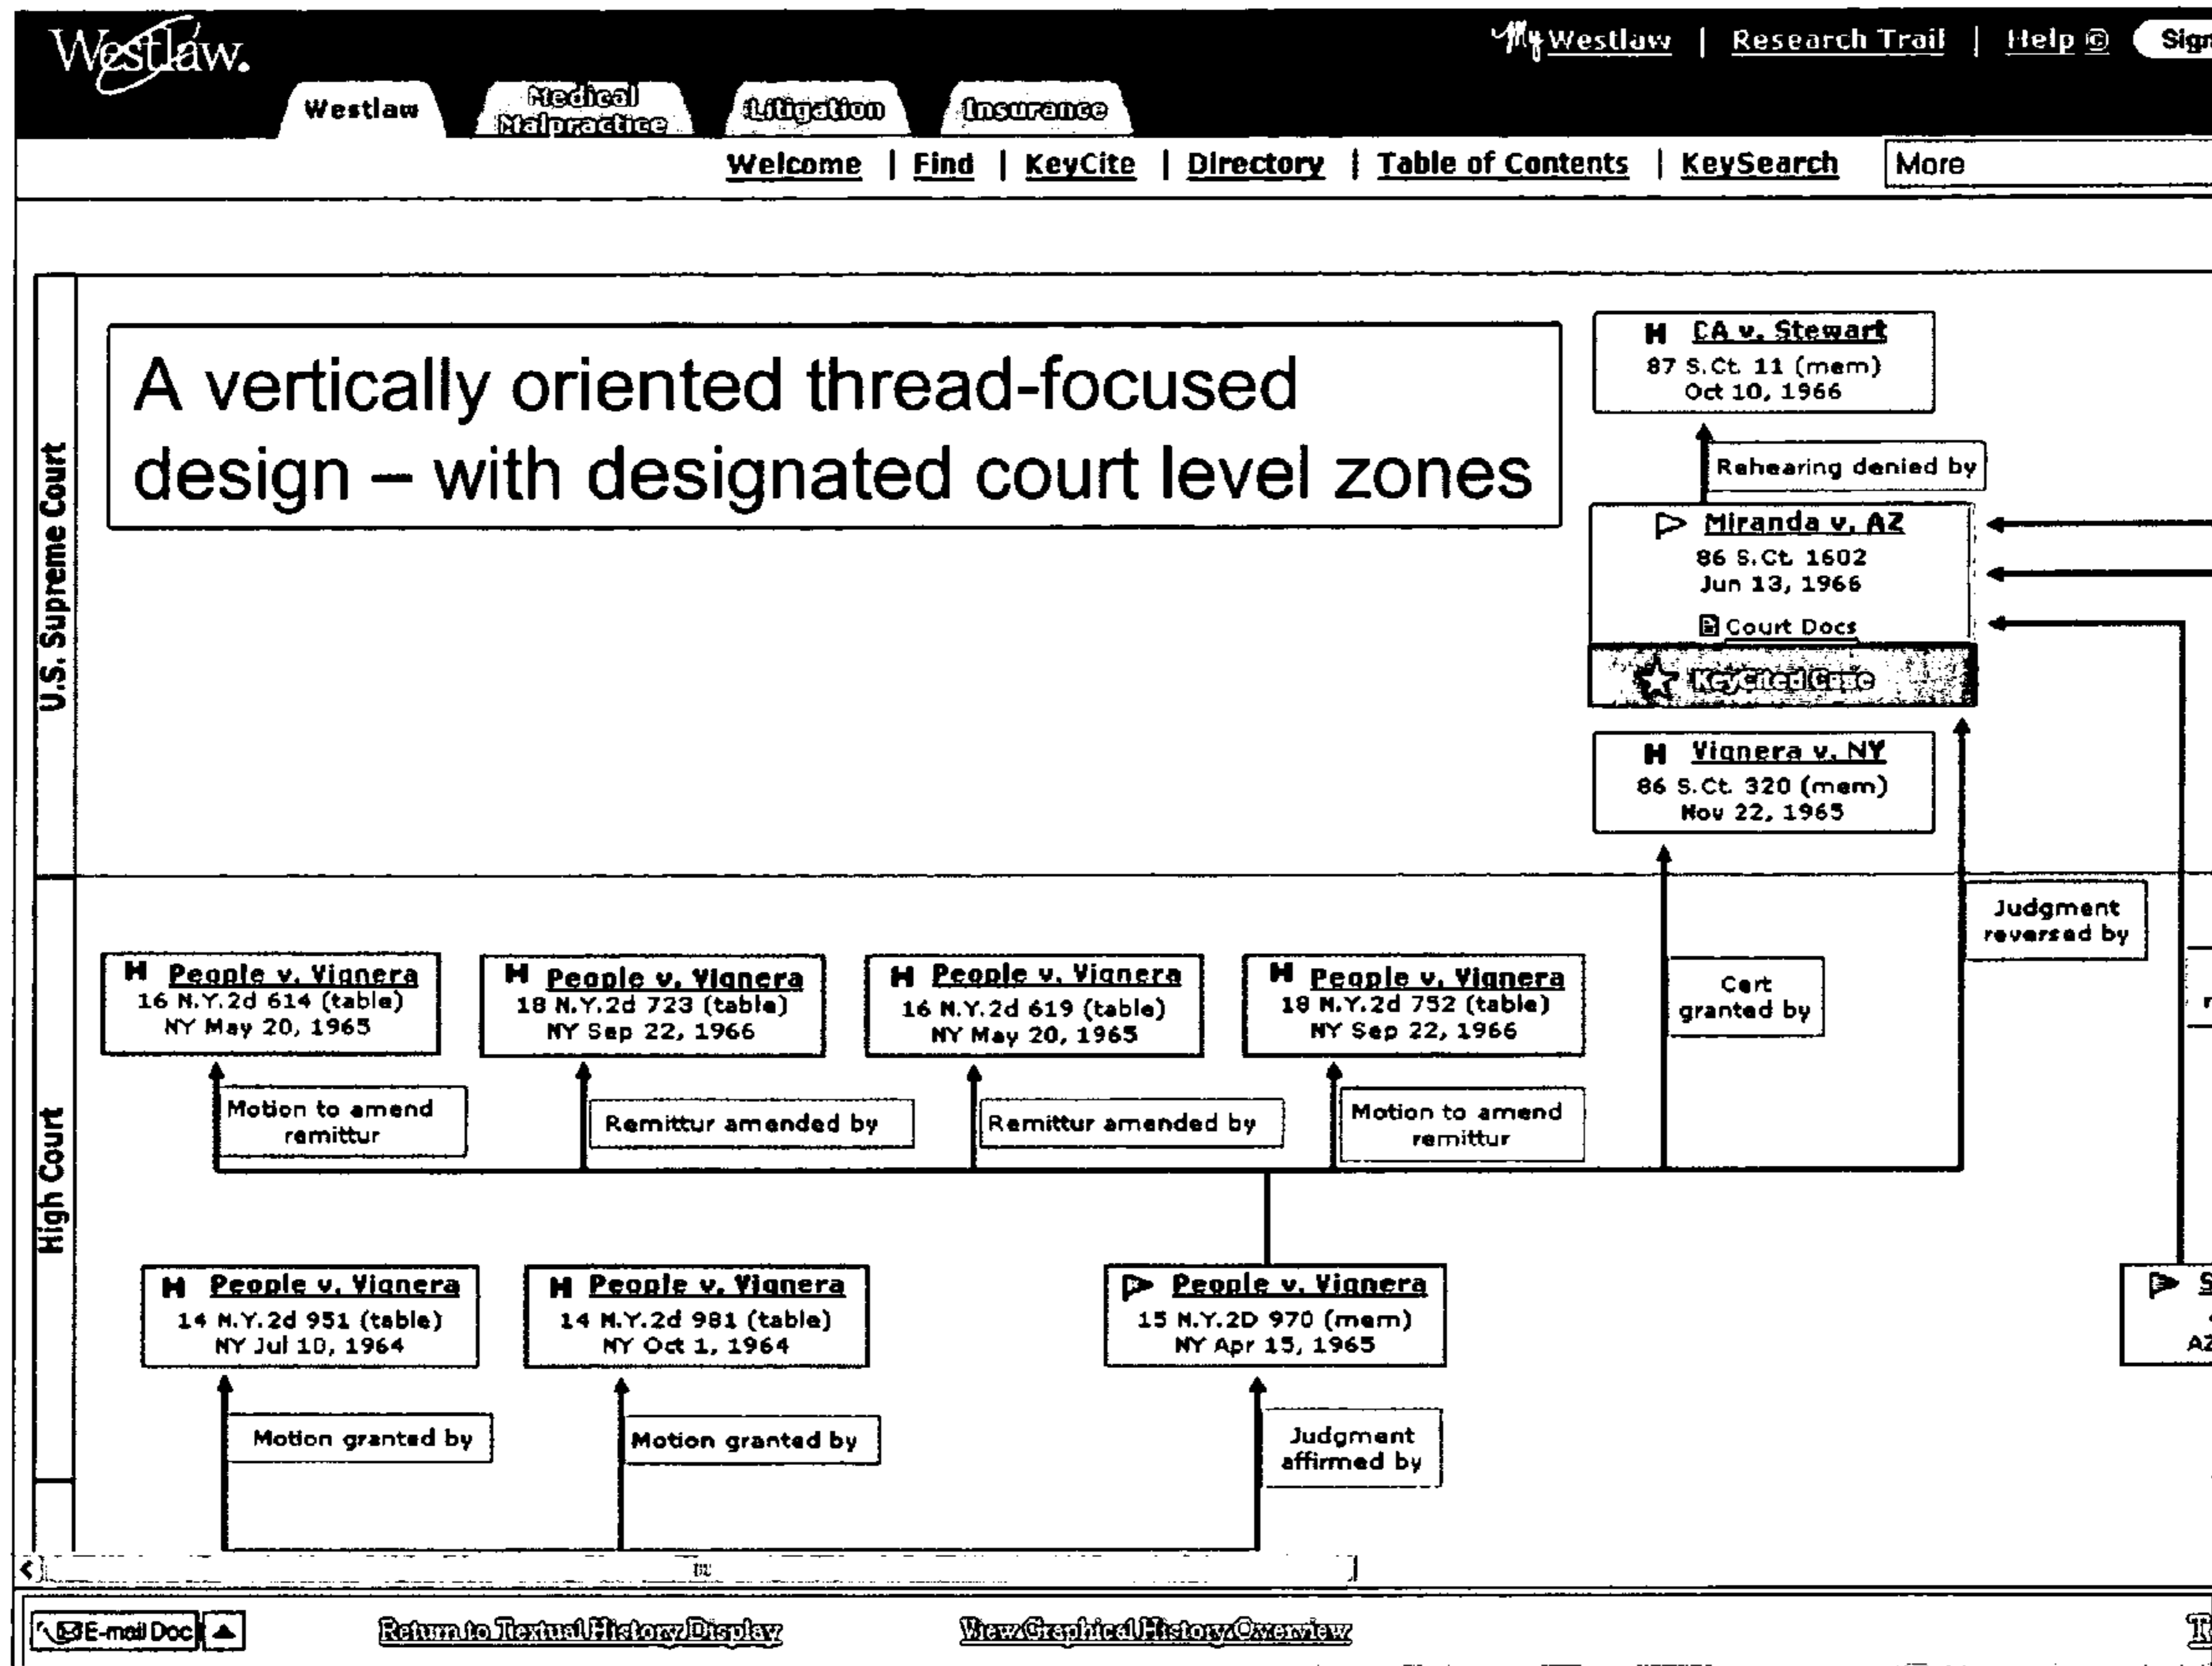 Westlaw.
My Westlaw | Research Trail | Help
Westlaw
Medical
Malpractice
Litigation
Insurance
Welcome | Find | KeyCite | Directory | Table of Contents | KeySearch
More
U.S. Supreme Court
A vertically oriented thread-focused
design – with designated court level zones
H CA v. Stewart
87 S.Ct. 11 (mem)
Oct 10, 1966
Rehearing denied by
Miranda v. AZ
86 S.Ct. 1602
Jun 13, 1966
Court Docs
KeyCited Case
H Vignera v. NY
86 S.Ct. 320 (mem)
Nov 22, 1965
High Court
Judgment
reversed by
Cert
granted by
H People v. Vignera
16 N.Y.2d 614 (table)
NY May 20, 1965
H People v. Vignera
18 N.Y.2d 723 (table)
NY Sep 22, 1966
H People v. Vignera
16 N.Y.2d 619 (table)
NY May 20, 1965
H People v. Vignera
18 N.Y.2d 752 (table)
NY Sep 22, 1966
Motion to amend
remittur
Remittur amended by
Remittur amended by
Motion to amend
remittur
H People v. Vignera
14 N.Y.2d 951 (table)
NY Jul 10, 1964
H People v. Vignera
14 N.Y.2d 981 (table)
NY Oct 1, 1964
People v. Vignera
15 N.Y.2D 970 (mem)
NY Apr 15, 1965
S
AZ
Motion granted by
Motion granted by
Judgment
affirmed by
E-mail Doc
Return to Textual History Display
View Graphical History Overview